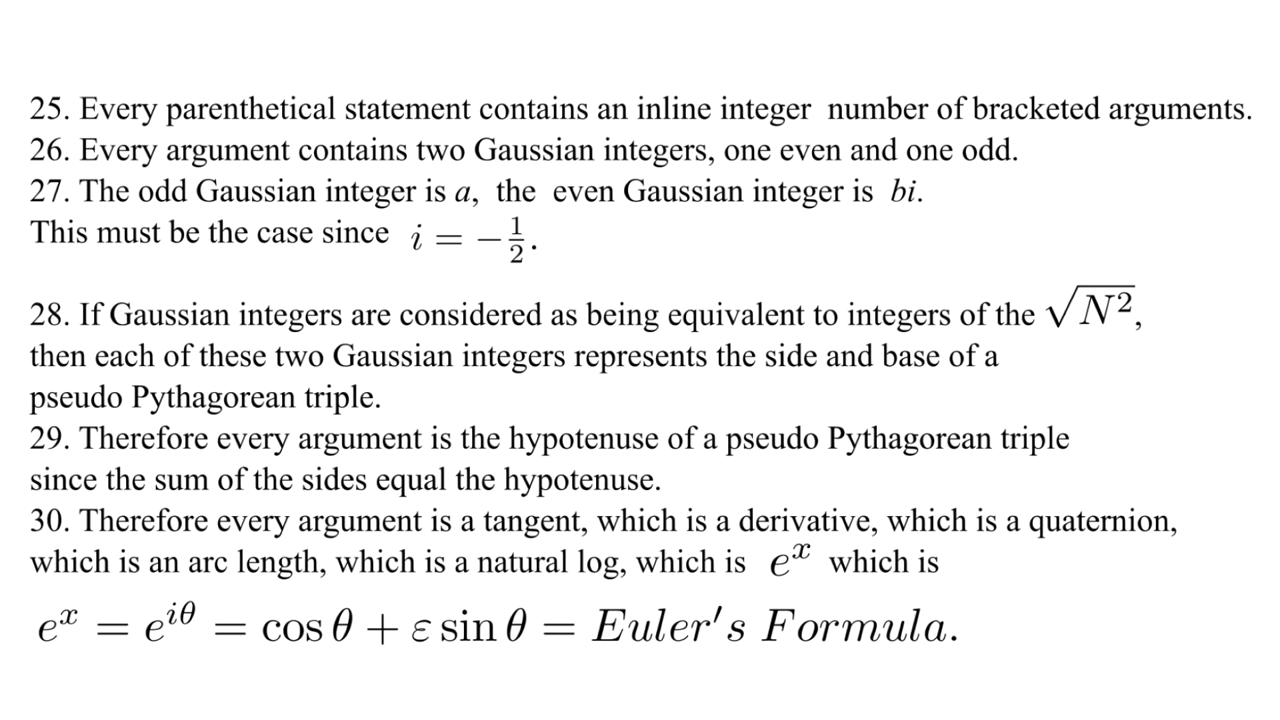 25. Every parenthetical statement contains an inline integer number of bracketed arguments.
26. Every argument contains two Gaussian integers, one even and one odd.
27. The odd Gaussian integer is a, the even Gaussian integer is bi.
This must be the case since i = -1/2.
28. If Gaussian integers are considered as being equivalent to integers of the √N²,
then each of these two Gaussian integers represents the side and base of a
pseudo Pythagorean triple.
29. Therefore every argument is the hypotenuse of a pseudo Pythagorean triple
since the sum of the sides equal the hypotenuse.
30. Therefore every argument is a tangent, which is a derivative, which is a quaternion,
which is an arc length, which is a natural log, which is e^x which is
e^x = e^{iθ} = cos θ + ε sin θ = Euler's Formula.